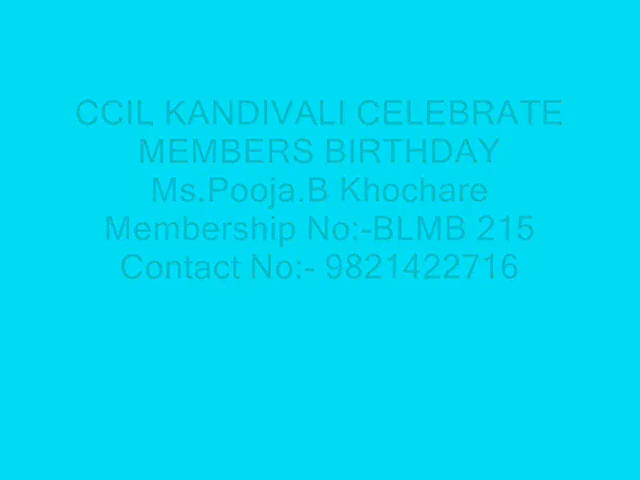 CCIL KANDIVALI CELEBRATE
MEMBERS BIRTHDAY
Ms.Pooja.B Khochare
Membership No:-BLMB 215
Contact No:- 9821422716